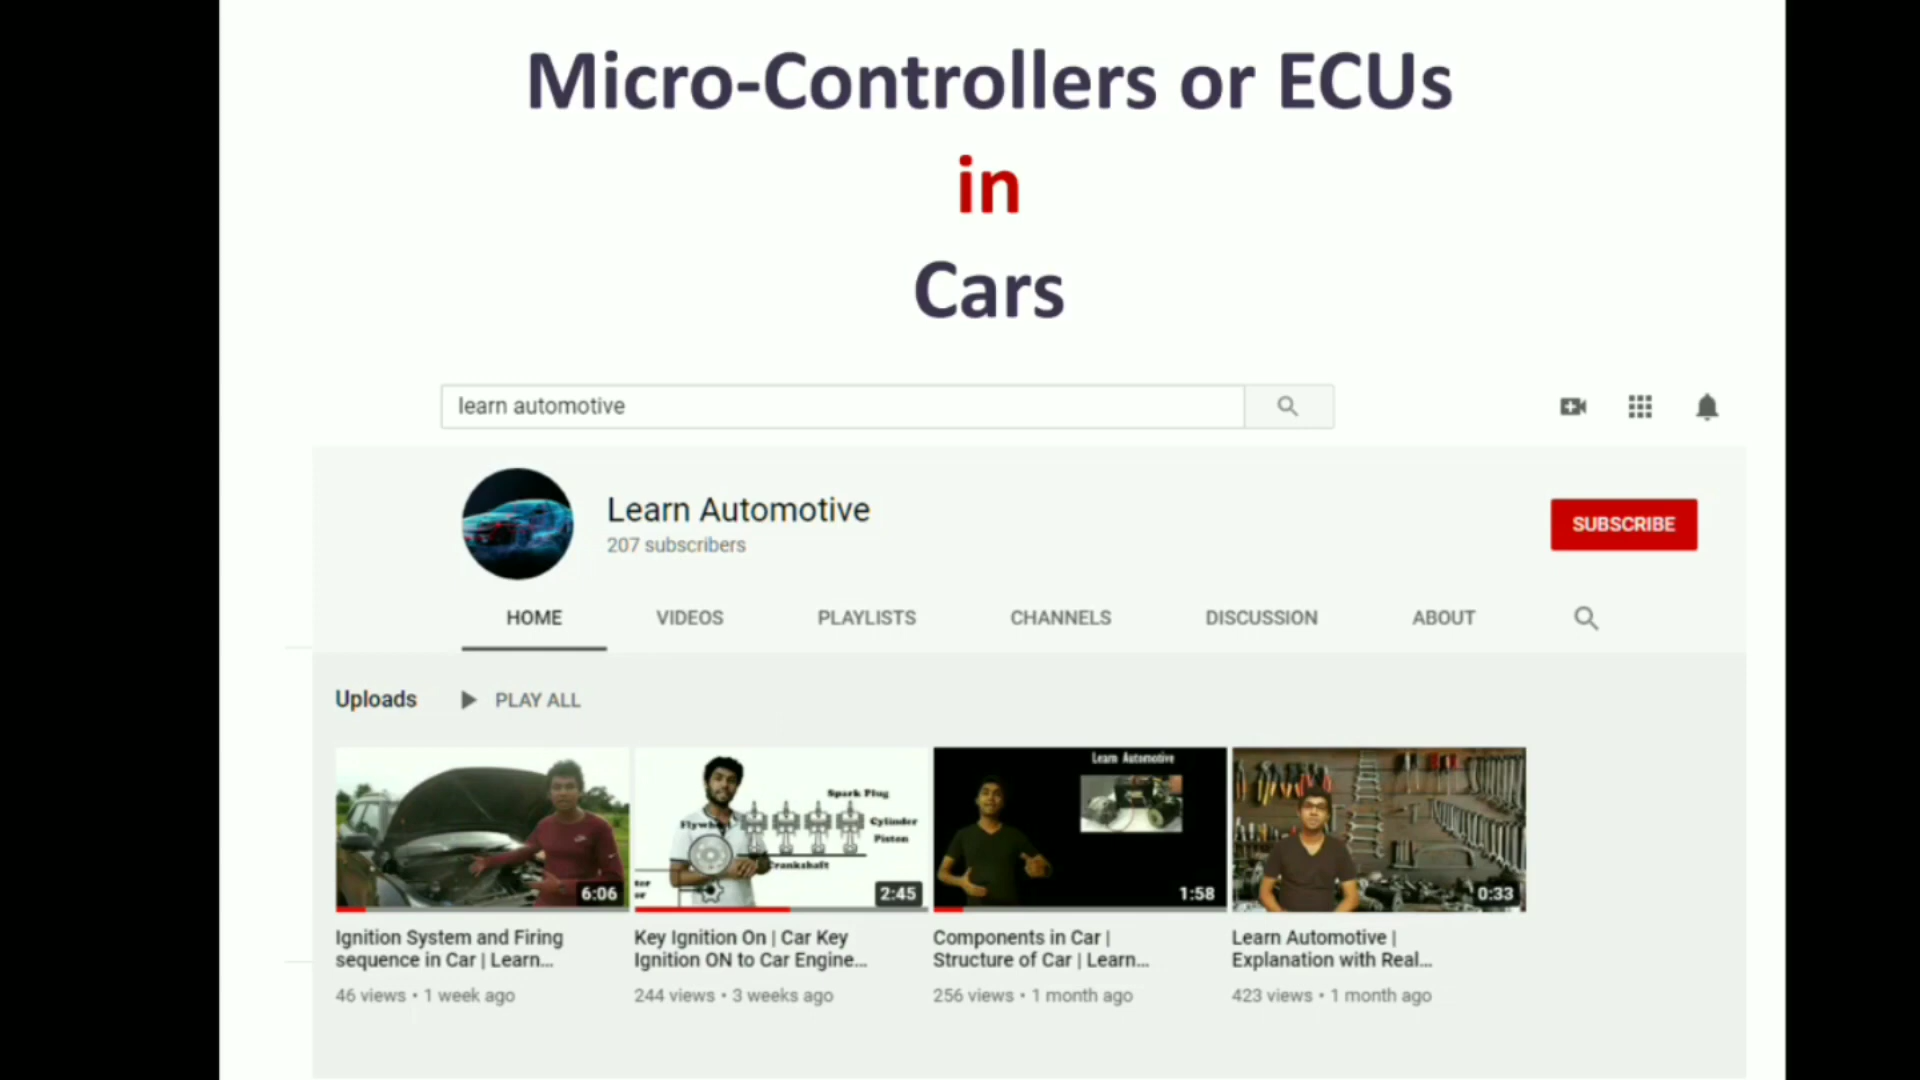 Micro-Controllers or ECUs
in
Cars
learn automotive
Learn Automotive
207 subscribers
SUBSCRIBE
HOME VIDEOS PLAYLISTS CHANNELS DISCUSSION ABOUT
Uploads PLAY ALL
6:06
Spark Plug
Flywheel
Cylinder
Piston
Crankshaft
tor
or
2:45
Learn Automotive
1:58
0:33
Ignition System and Firing
sequence in Car | Learn...
46 views • 1 week ago
Key Ignition On | Car Key
Ignition ON to Car Engine...
244 views • 3 weeks ago
Components in Car |
Structure of Car | Learn...
256 views • 1 month ago
Learn Automotive |
Explanation with Real...
423 views • 1 month ago